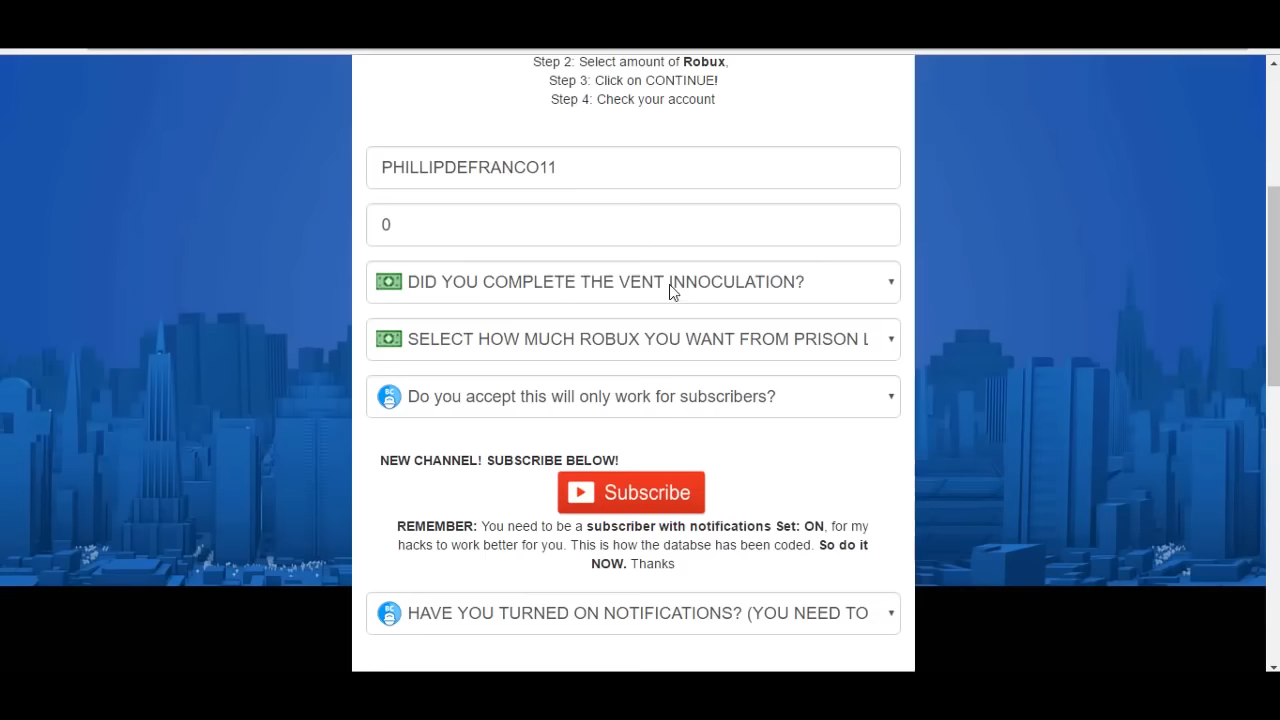 Step 2: Select amount of Robux,
Step 3: Click on CONTINUE!
Step 4: Check your account
PHILLIPDEFRANCO11
0
DID YOU COMPLETE THE VENT INNOCULATION?
SELECT HOW MUCH ROBUX YOU WANT FROM PRISON L
Do you accept this will only work for subscribers?
NEW CHANNEL! SUBSCRIBE BELOW!
Subscribe
REMEMBER: You need to be a subscriber with notifications Set: ON, for my
hacks to work better for you. This is how the databse has been coded. So do it
NOW. Thanks
BC HAVE YOU TURNED ON NOTIFICATIONS? (YOU NEED TO